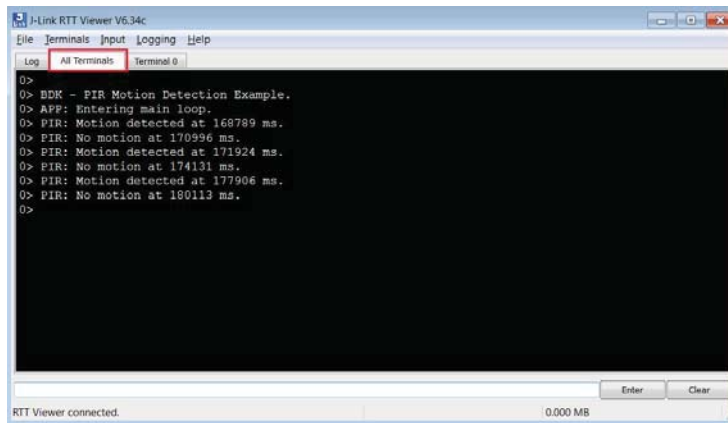 J-Link RTT Viewer V6.34c
File Terminals Input Logging Help
Log All Terminals Terminal 0
0>
0> BDK - PIR Motion Detection Example.
0> APP: Entering main loop.
0> PIR: Motion detected at 168789 ms.
0> PIR: No motion at 170996 ms.
0> PIR: Motion detected at 171924 ms.
0> PIR: No motion at 174131 ms.
0> PIR: Motion detected at 177906 ms.
0> PIR: No motion at 180113 ms.
0>
Enter Clear
RTT Viewer connected. 0.000 MB